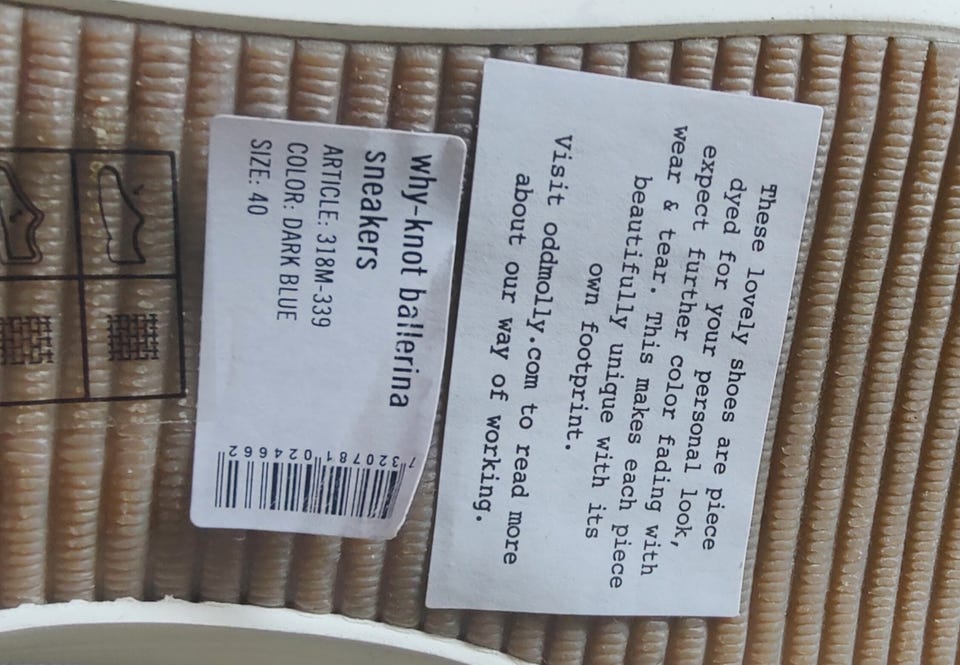 These lovely shoes are piece
dyed for your personal look,
expect further color fading with
wear & tear. This makes each piece
beautifully unique with its
own footprint.
Visit oddmolly.com to read more
about our way of working.
why-knot ballerina
sneakers
ARTICLE: 318M-339
COLOR: DARK BLUE
SIZE: 40
7 320781 024662